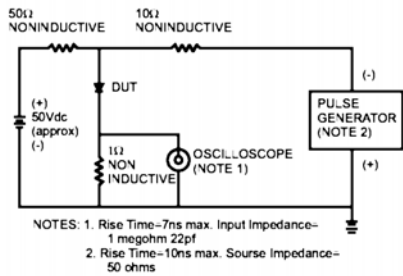 50Ω
NONINDUCTIVE
10Ω
NONINDUCTIVE
(+)
50Vdc
(approx)
(-)
DUT
1Ω
NON
INDUCTIVE
OSCILLOSCOPE
(NOTE 1)
(-)
PULSE
GENERATOR
(NOTE 2)
(+)
NOTES: 1. Rise Time=7ns max. Input Impedance=
1 megohm 22pf
2. Rise Time=10ns max. Sourse Impedance=
50 ohms